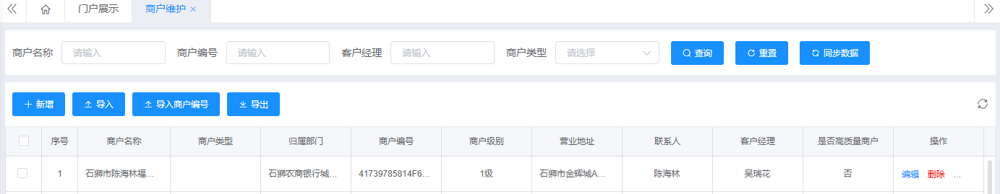 门户展示 商户维护
商户名称 请输入 商户编号 请输入 客户经理 请输入 商户类型 请选择 查询 重置 同步数据
新增 导入 导入商户编号 导出
序号 商户名称 商户类型 归属部门 商户编号 商户级别 营业地址 联系人 客户经理 是否高质量商户 操作
1 石狮市陈海林福... 石狮农商银行城... 41739785814F6... 1级 石狮市金辉城A... 陈海林 吴瑞花 否 编辑 删除 ...